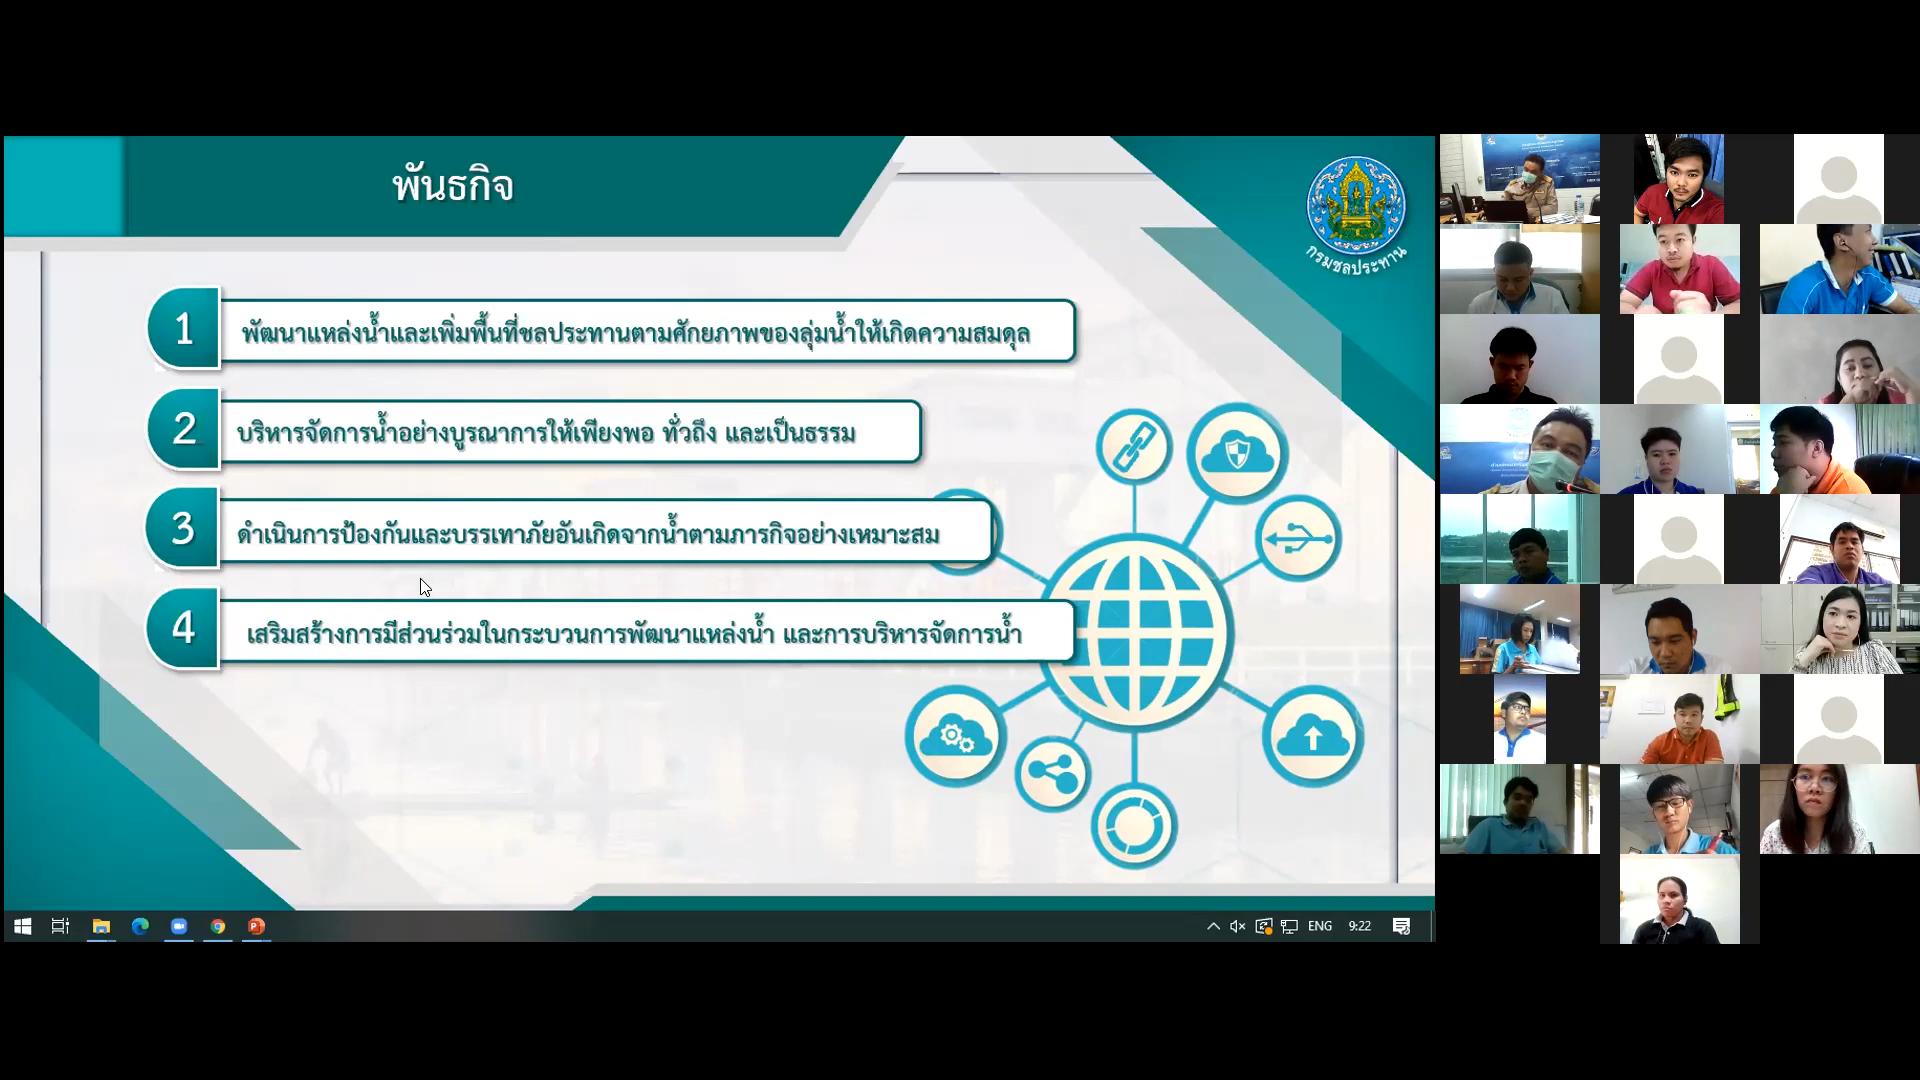 พันธกิจ
กรมชลประทาน
1
พัฒนาแหล่งน้ำและเพิ่มพื้นที่ชลประทานตามศักยภาพของลุ่มน้ำให้เกิดความสมดุล
2
บริหารจัดการน้ำอย่างบูรณาการให้เพียงพอ ทั่วถึง และเป็นธรรม
3
ดำเนินการป้องกันและบรรเทาภัยอันเกิดจากน้ำตามภารกิจอย่างเหมาะสม
4
เสริมสร้างการมีส่วนร่วมในกระบวนการพัฒนาแหล่งน้ำ และการบริหารจัดการน้ำ
ENG 9:22